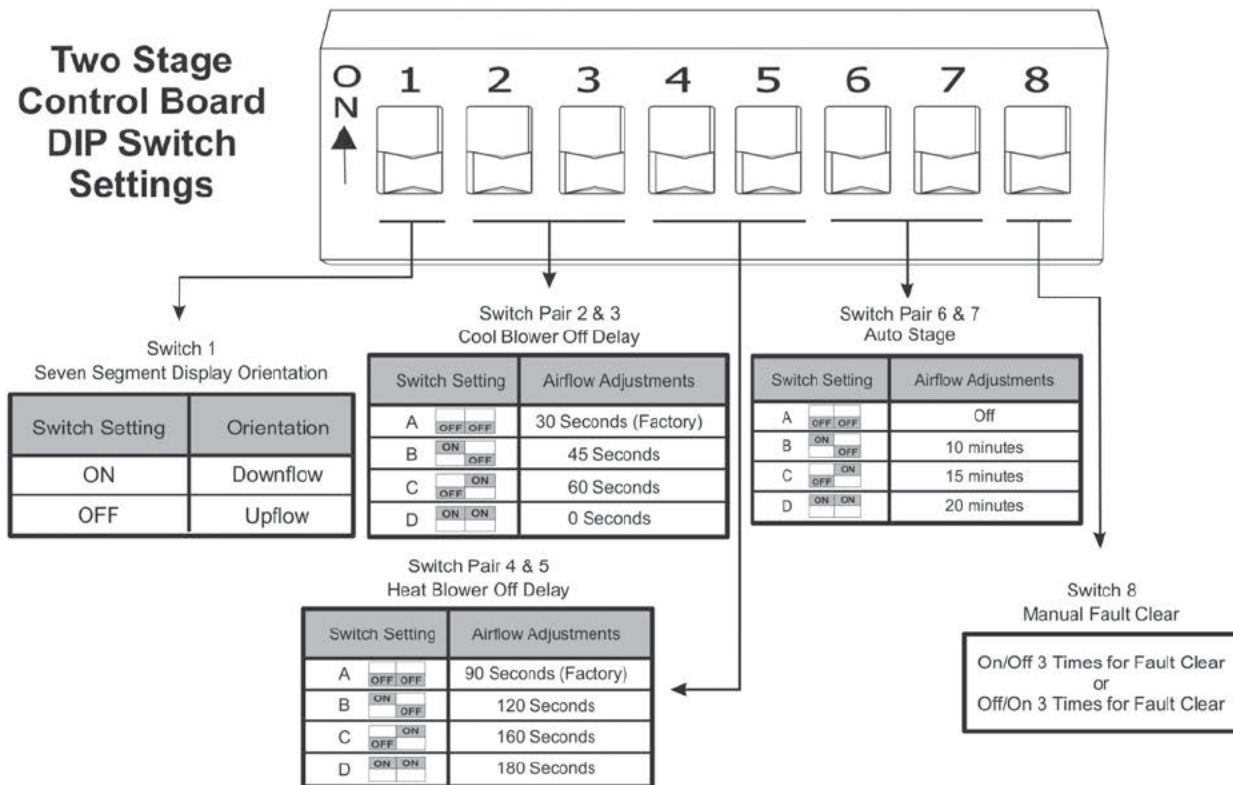 Two Stage
Control Board
DIP Switch
Settings
ON 1 2 3 4 5 6 7 8
Switch 1
Seven Segment Display Orientation
Switch Setting Orientation
ON Downflow
OFF Upflow
Switch Pair 2 & 3
Cool Blower Off Delay
Switch Setting Airflow Adjustments
A OFF OFF 30 Seconds (Factory)
B ON OFF 45 Seconds
C OFF ON 60 Seconds
D ON ON 0 Seconds
Switch Pair 4 & 5
Heat Blower Off Delay
Switch Setting Airflow Adjustments
A OFF OFF 90 Seconds (Factory)
B ON OFF 120 Seconds
C OFF ON 160 Seconds
D ON ON 180 Seconds
Switch Pair 6 & 7
Auto Stage
Switch Setting Airflow Adjustments
A OFF OFF Off
B ON OFF 10 minutes
C OFF ON 15 minutes
D ON ON 20 minutes
Switch 8
Manual Fault Clear
On/Off 3 Times for Fault Clear
or
Off/On 3 Times for Fault Clear